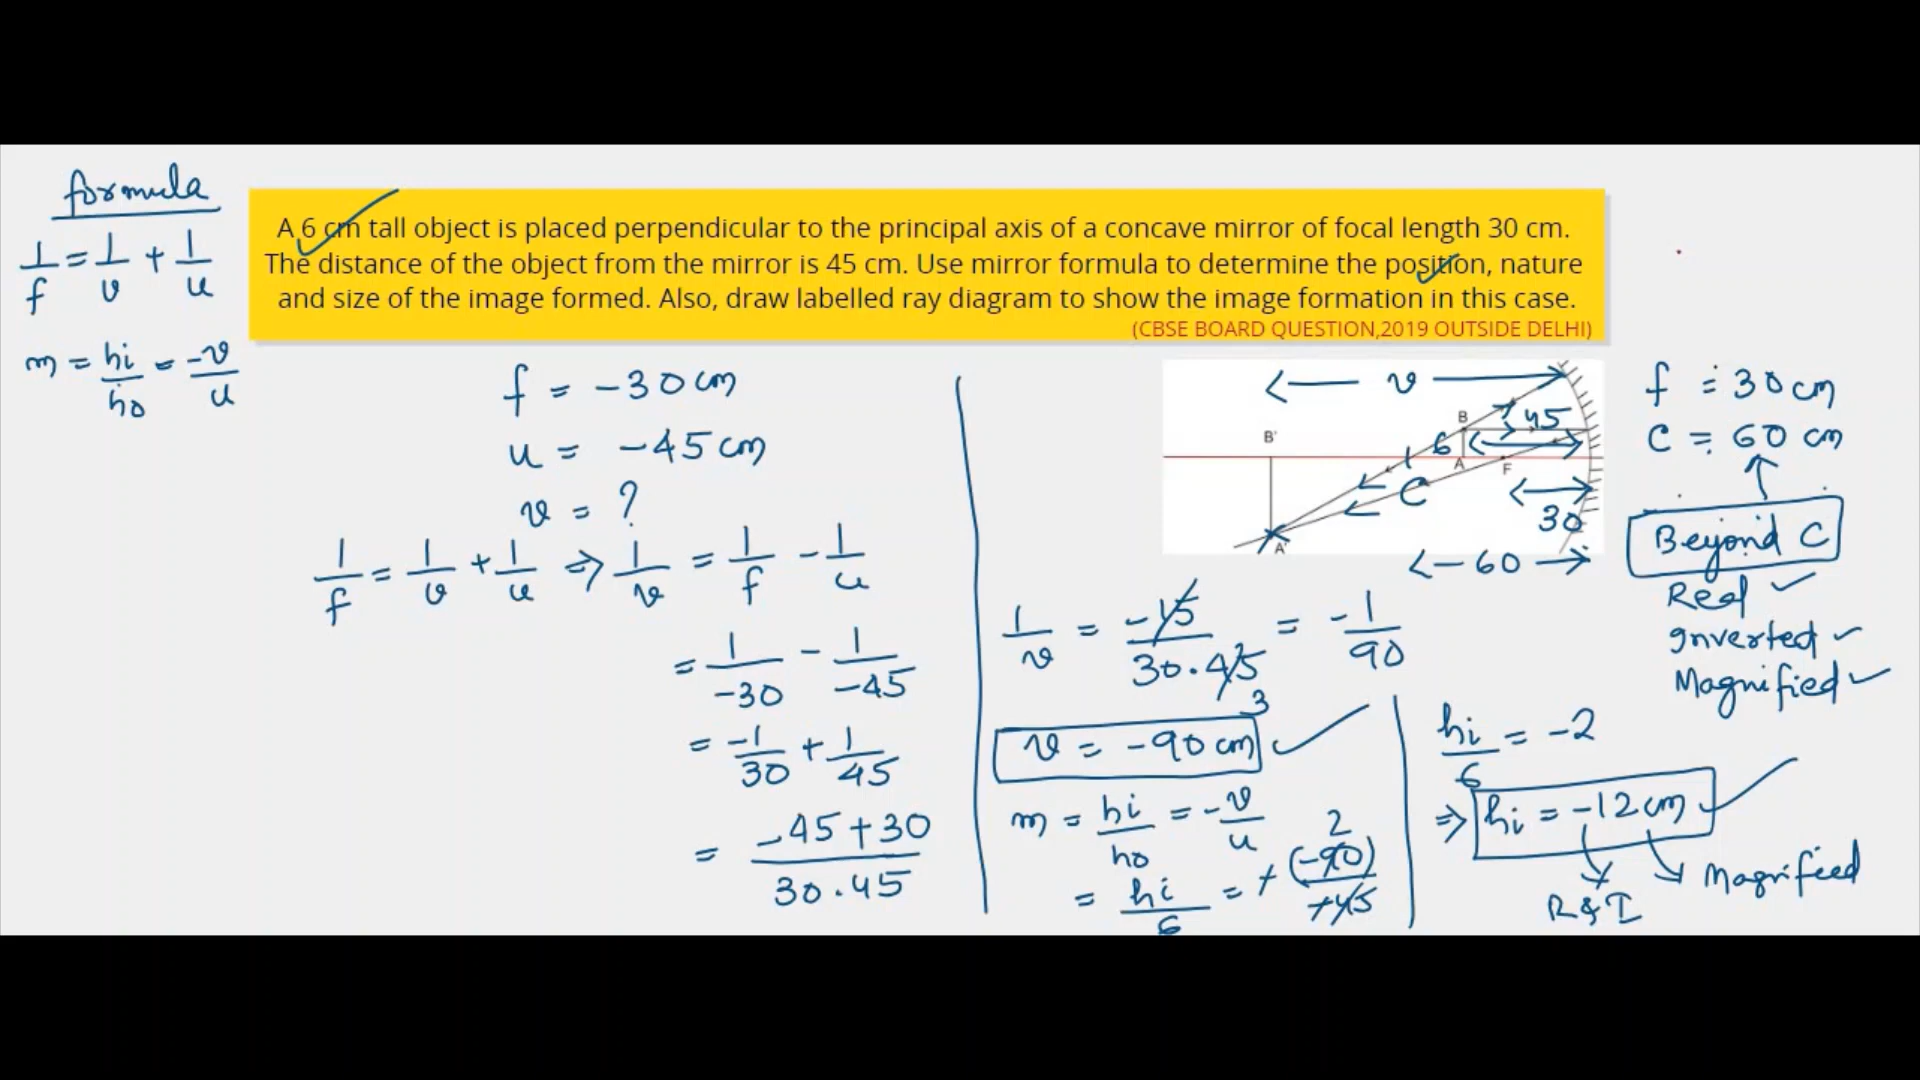 formula
1/f = 1/v + 1/u
m = hi/ho = -v/u
A 6 cm tall object is placed perpendicular to the principal axis of a concave mirror of focal length 30 cm.
The distance of the object from the mirror is 45 cm. Use mirror formula to determine the position, nature
and size of the image formed. Also, draw labelled ray diagram to show the image formation in this case.
(CBSE BOARD QUESTION,2019 OUTSIDE DELHI)
f = -30 cm
u = -45 cm
v = ?
1/f = 1/v + 1/u ⇒ 1/v = 1/f - 1/u
= 1/-30 - 1/-45
= -1/30 + 1/45
= -45+30/30.45
v
B
45
B'
6
A
F
C
30
A'
60
1/v = -15/30.45 = -1/90
3
v = -90 cm
m = hi/ho = -v/u
2
= hi/6 = + (-90)/+45
f = 30 cm
C = 60 cm
Beyond C
Real
Inverted
Magnified
hi/6 = -2
⇒ hi = -12 cm
Magnified
R & I